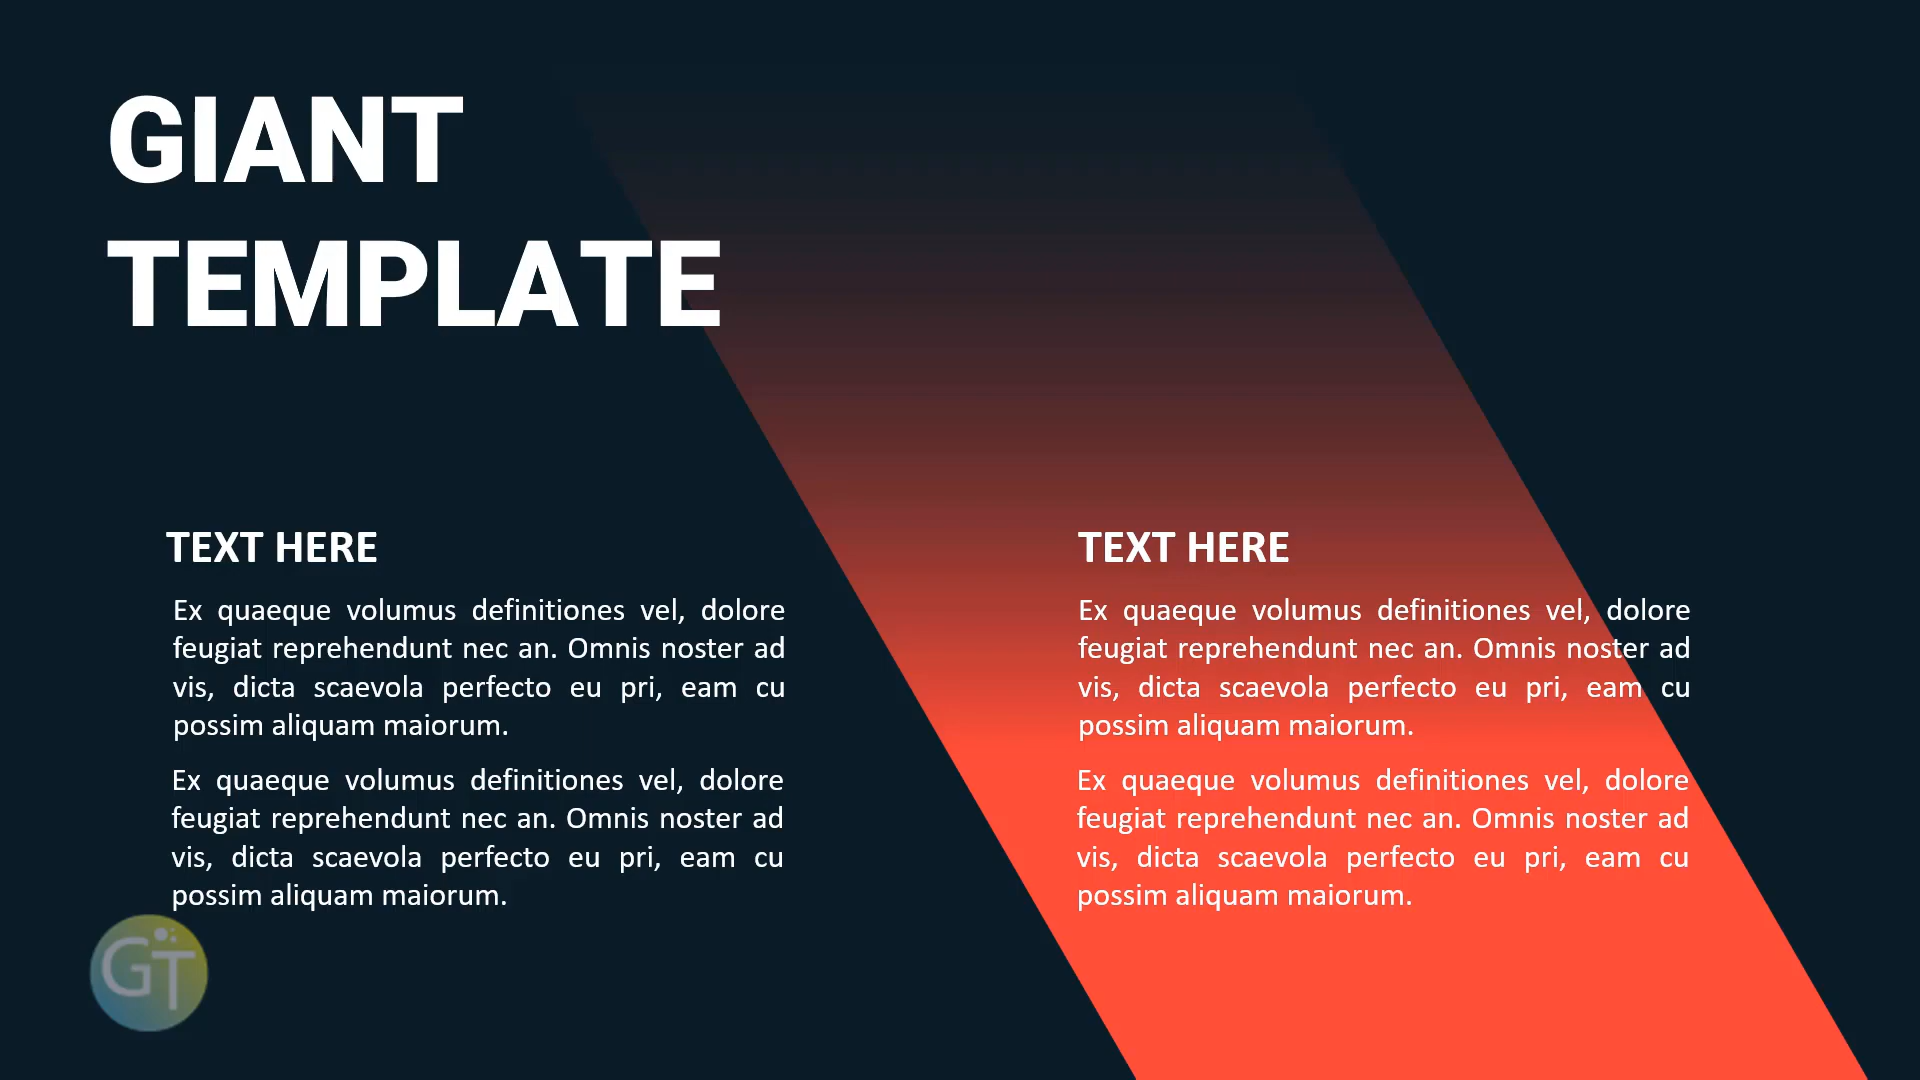 GIANT
TEMPLATE
TEXT HERE
Ex quaeque volumus definitiones vel, dolore
feugiat reprehendunt nec an. Omnis noster ad
vis, dicta scaevola perfecto eu pri, eam cu
possim aliquam maiorum.
Ex quaeque volumus definitiones vel, dolore
feugiat reprehendunt nec an. Omnis noster ad
vis, dicta scaevola perfecto eu pri, eam cu
possim aliquam maiorum.
TEXT HERE
Ex quaeque volumus definitiones vel, dolore
feugiat reprehendunt nec an. Omnis noster ad
vis, dicta scaevola perfecto eu pri, eam cu
possim aliquam maiorum.
Ex quaeque volumus definitiones vel, dolore
feugiat reprehendunt nec an. Omnis noster ad
vis, dicta scaevola perfecto eu pri, eam cu
possim aliquam maiorum.
GT